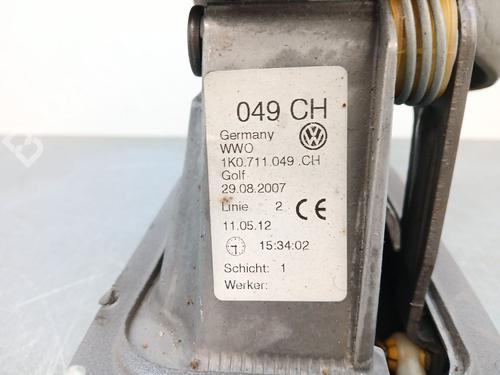 049 CH
Germany
WWO
1K0.711.049 .CH
Golf
29.08.2007
Linie 2 CE
11.05.12
15:34:02
Schicht: 1
Werker: